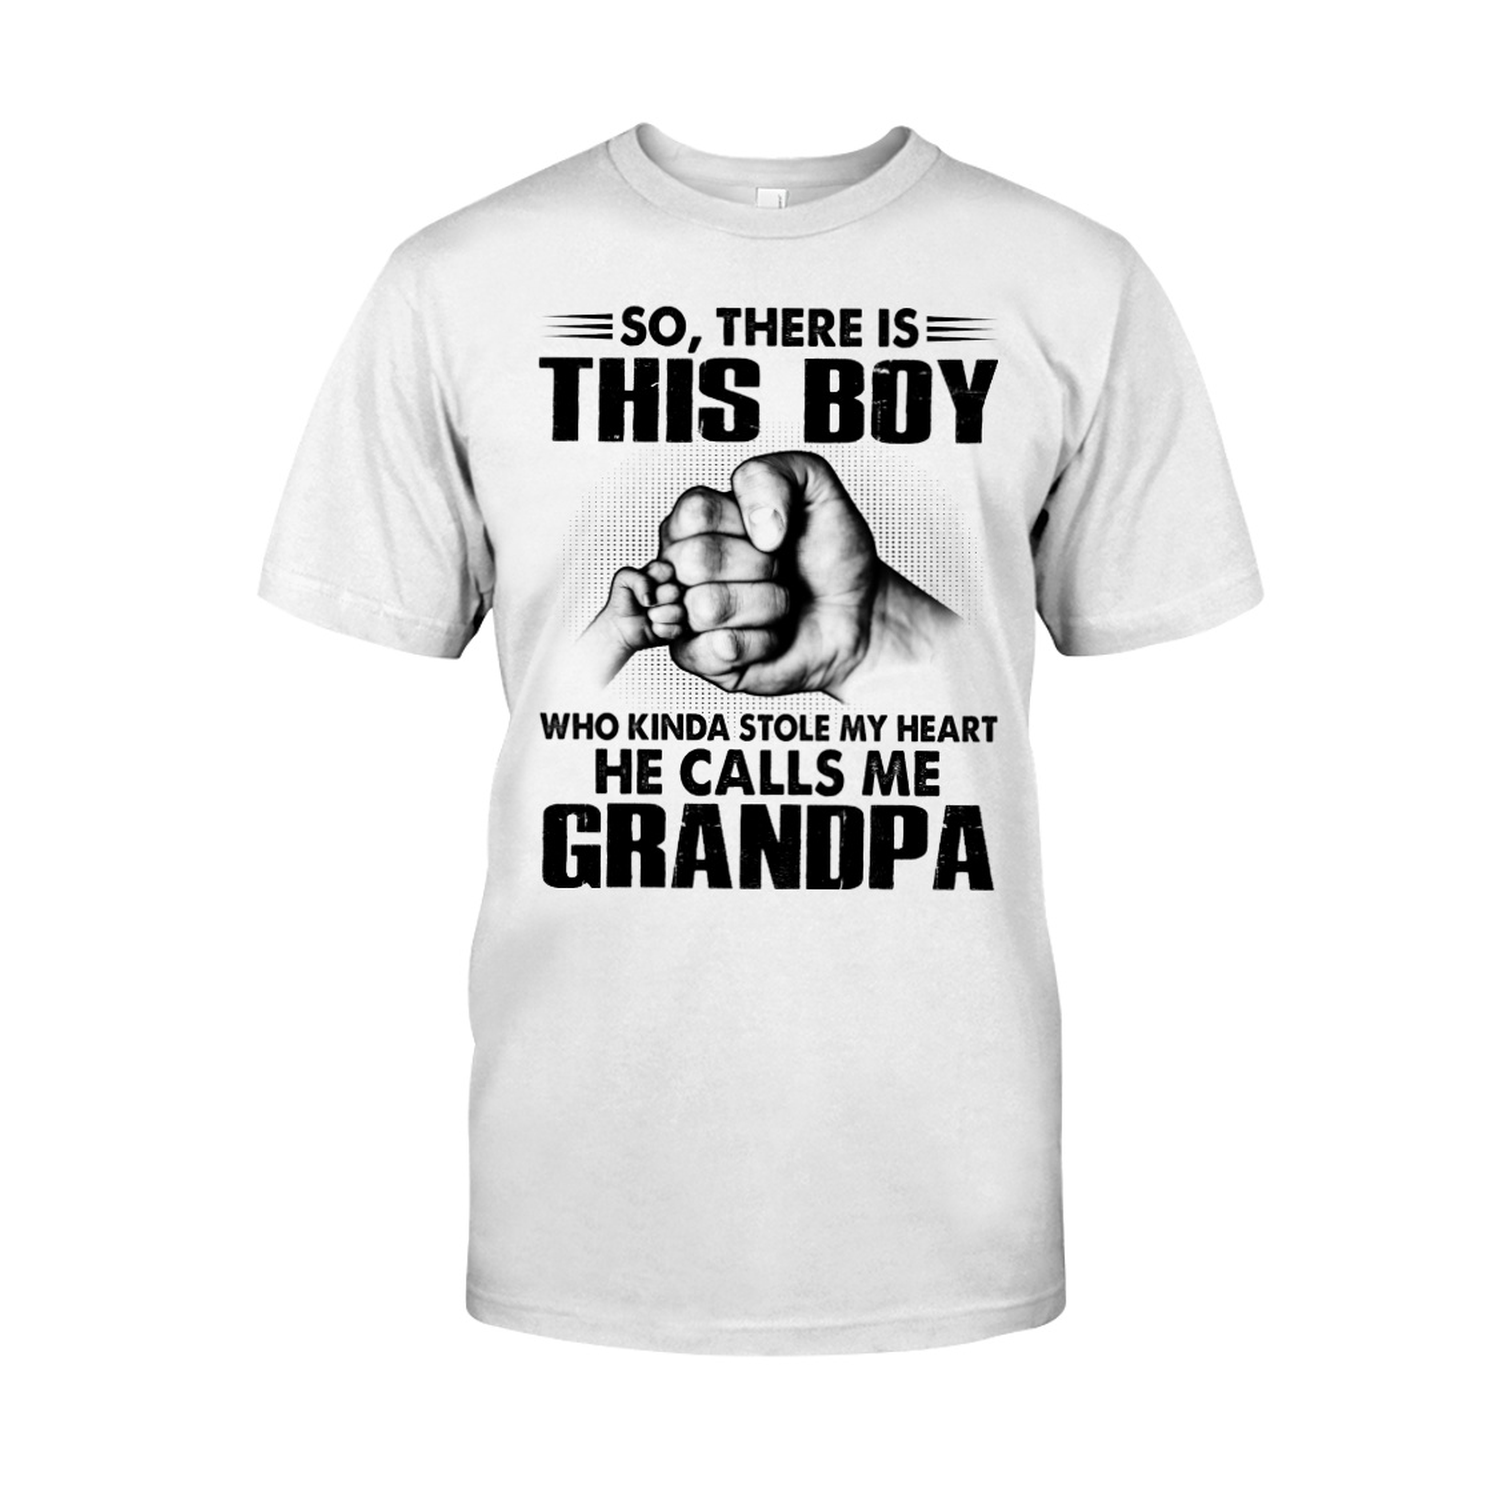 SO, THERE IS
THIS BOY
WHO KINDA STOLE MY HEART
HE CALLS ME
GRANDPA